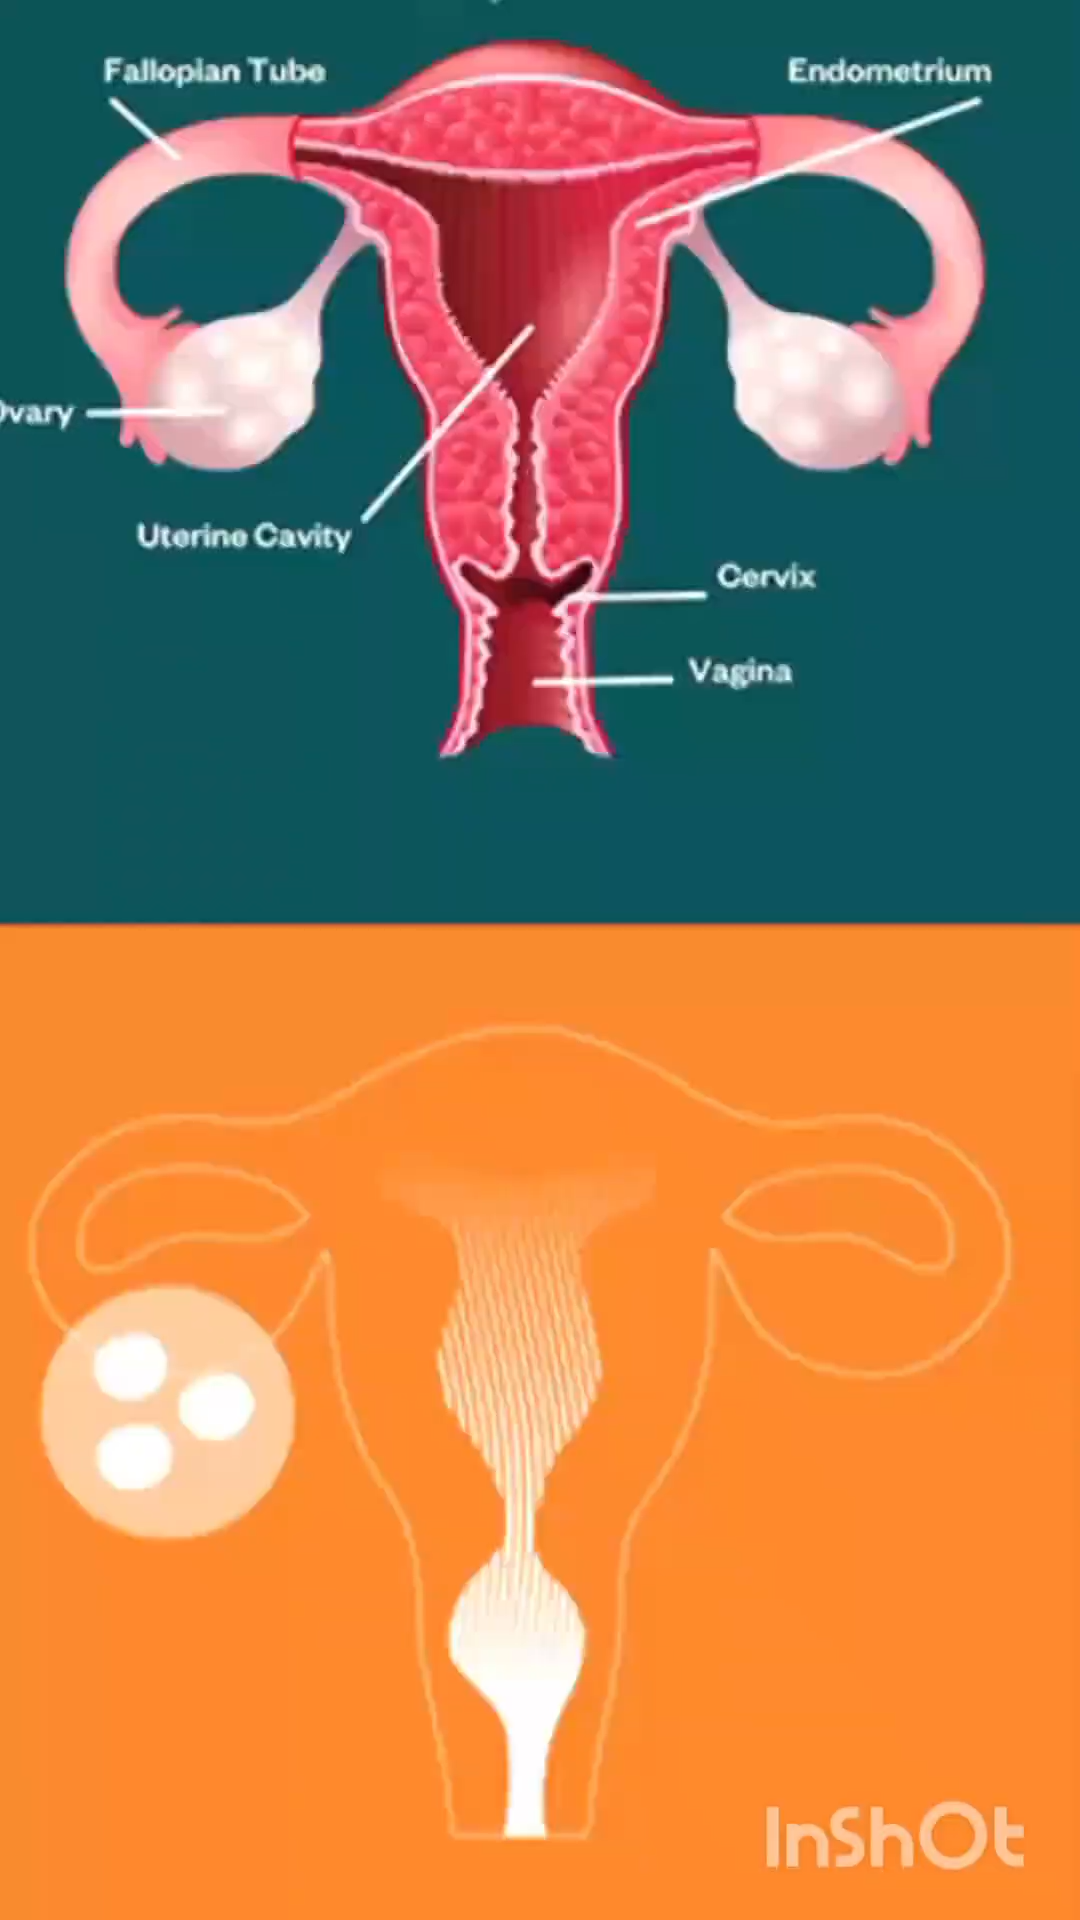 Fallopian Tube
Endometrium
Ovary
Uterine Cavity
Cervix
Vagina
InShOt